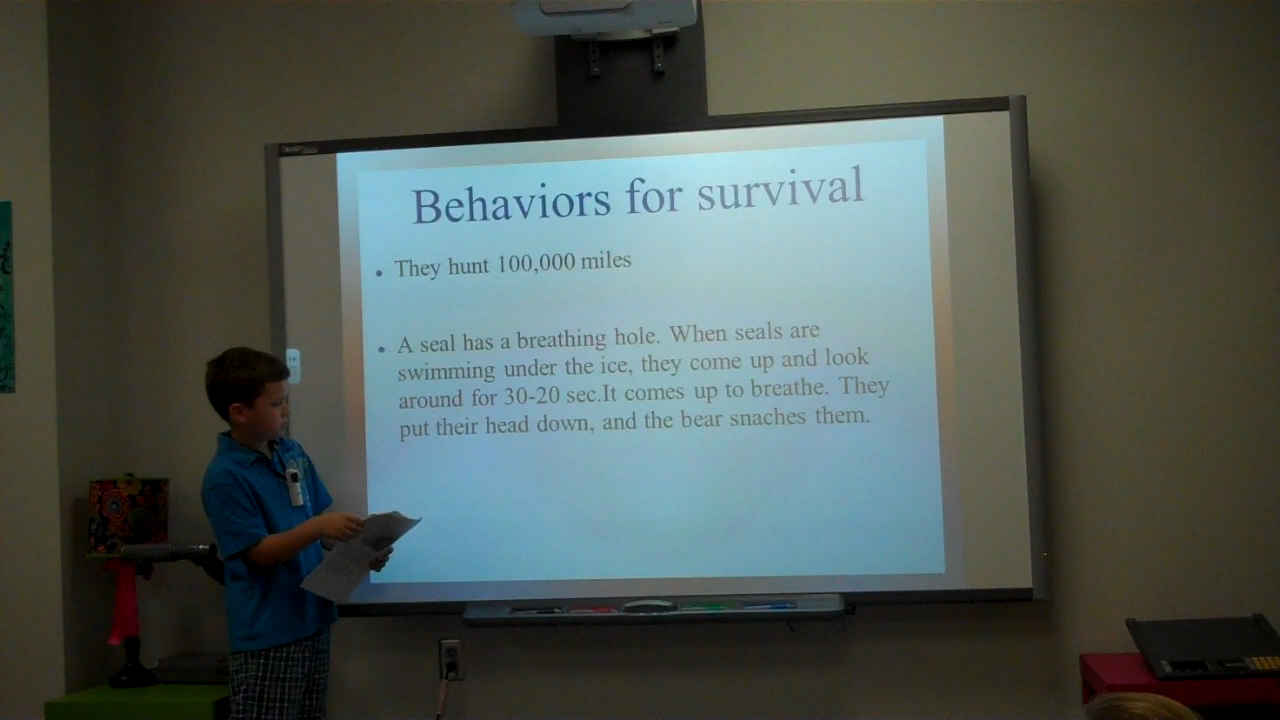 Behaviors for survival
• They hunt 100,000 miles
• A seal has a breathing hole. When seals are
swimming under the ice, they come up and look
around for 30-20 sec.It comes up to breathe. They
put their head down, and the bear snaches them.